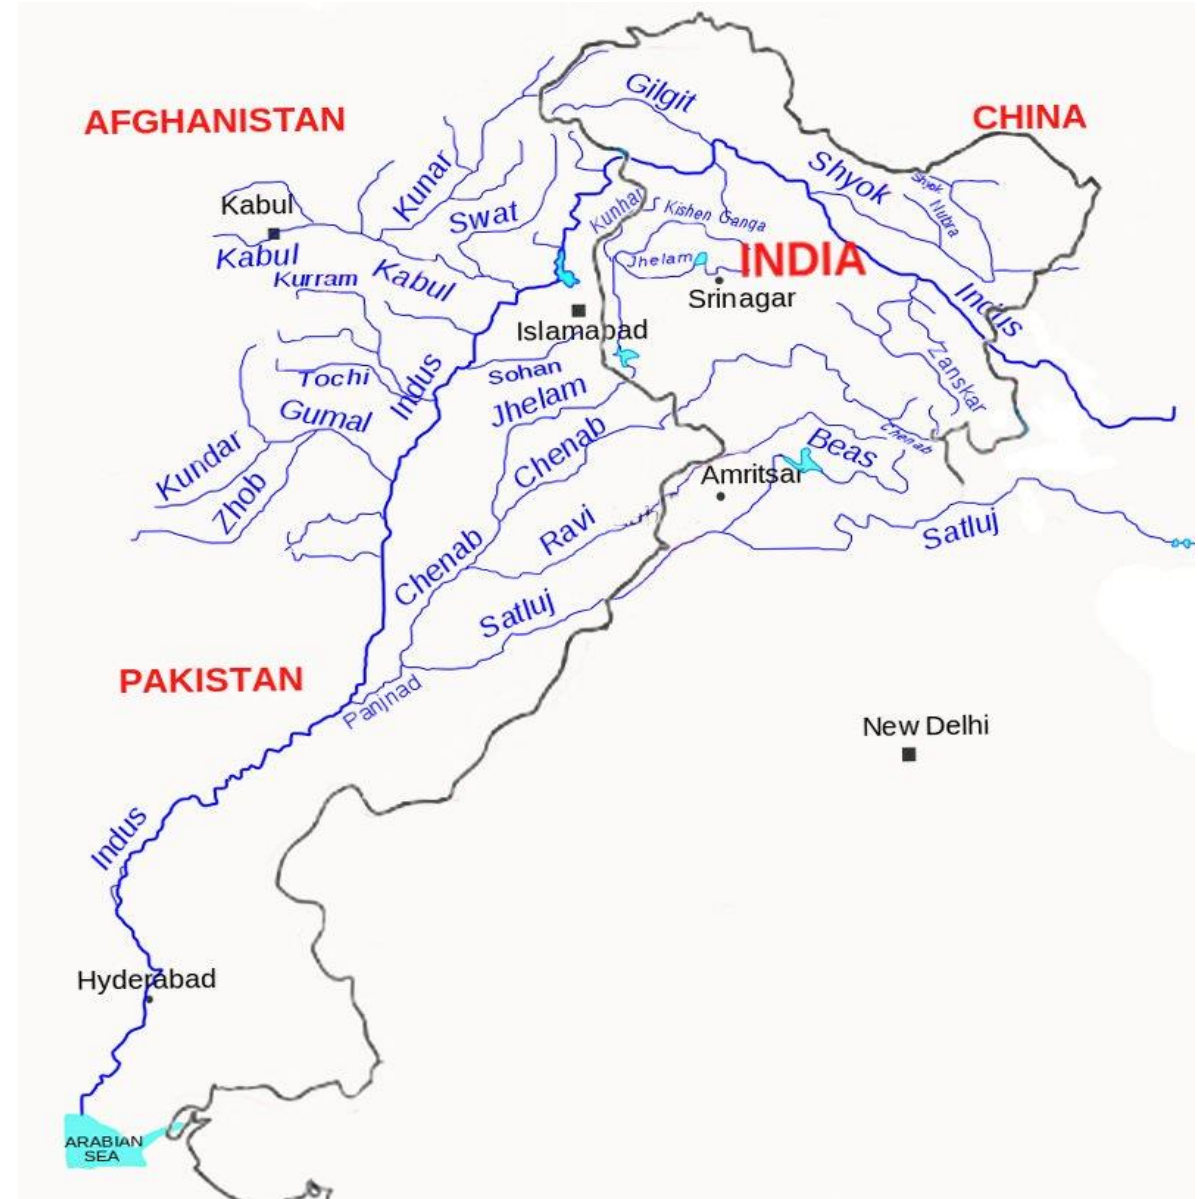 Gilgit
AFGHANISTAN
CHINA
Shyok
Shyok
Kunar
Kabul
Swat
Kunhar
Nubra
Kishen Ganga
Kabul
Jhelam
INDIA
Kurram
Kabul
Srinagar
Indus
Islamabad
Zanskar
Sohan
Tochi
Indus
Jhelam
Gumal
Chenab
Chenab
Beas
Kundar
Amritsar
Zhob
Ravi
Satluj
Chenab
Satluj
PAKISTAN
Panjnad
New Delhi
Indus
Hyderabad
ARABIAN
SEA